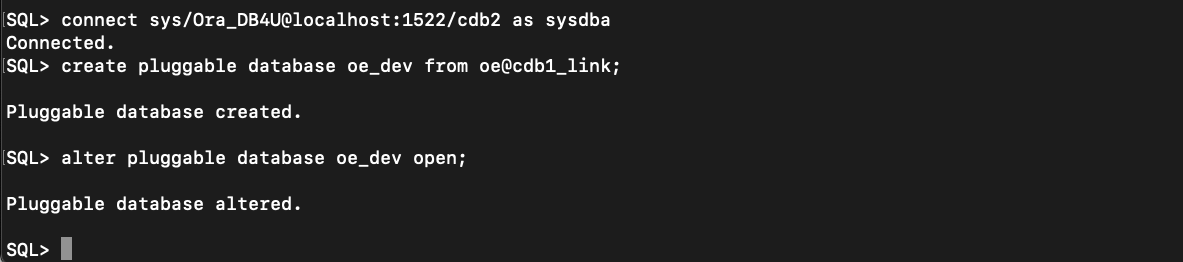 [SQL> connect sys/Ora_DB4U@localhost:1522/cdb2 as sysdba
Connected.
[SQL> create pluggable database oe_dev from oe@cdb1_link;
Pluggable database created.
[SQL> alter pluggable database oe_dev open;
Pluggable database altered.
SQL>